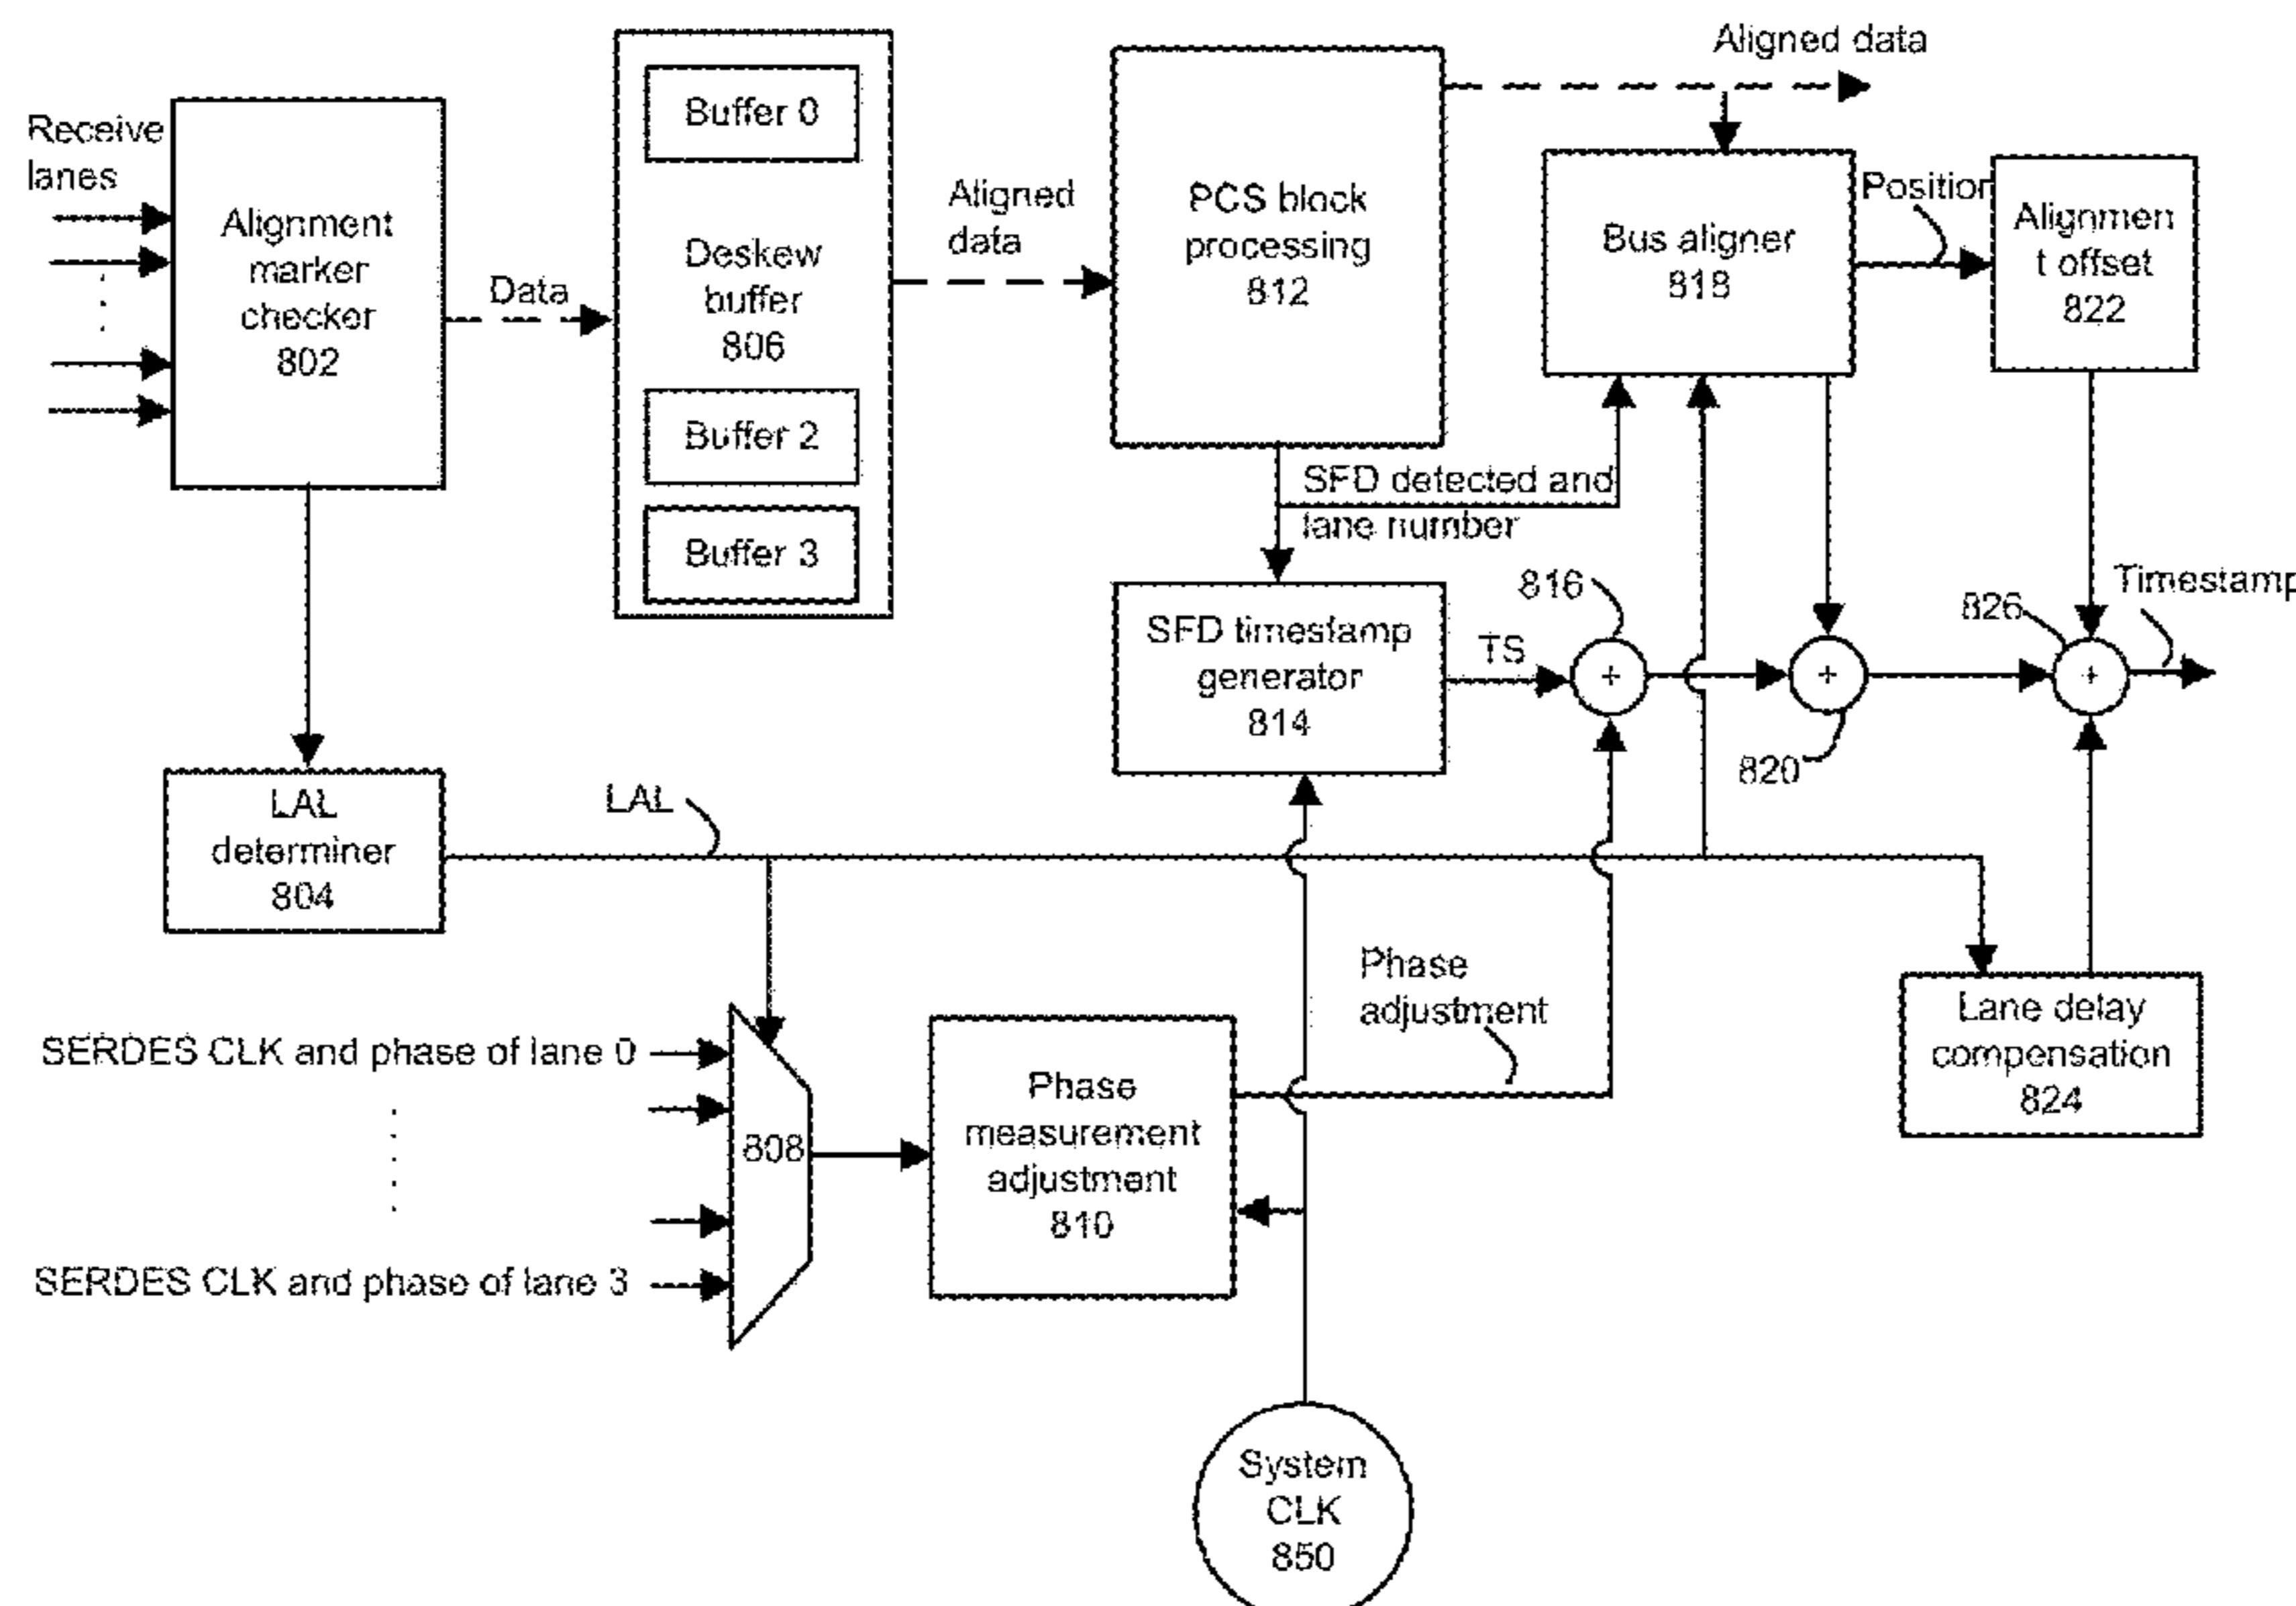 Receive
lanes
Alignment
marker
checker
802
Data
Buffer 0
Deskew
buffer
806
Buffer 2
Buffer 3
Aligned
data
PCS block
processing
812
Aligned data
Bus aligner
818
Position
Alignmen
t offset
822
SFD detected and
lane number
SFD timestamp
generator
814
TS
816
+
+
820
826
+
Timestamp
LAL
determiner
804
LAL
SERDES CLK and phase of lane 0
SERDES CLK and phase of lane 3
808
Phase
measurement
adjustment
810
Phase
adjustment
Lane delay
compensation
824
System
CLK
850